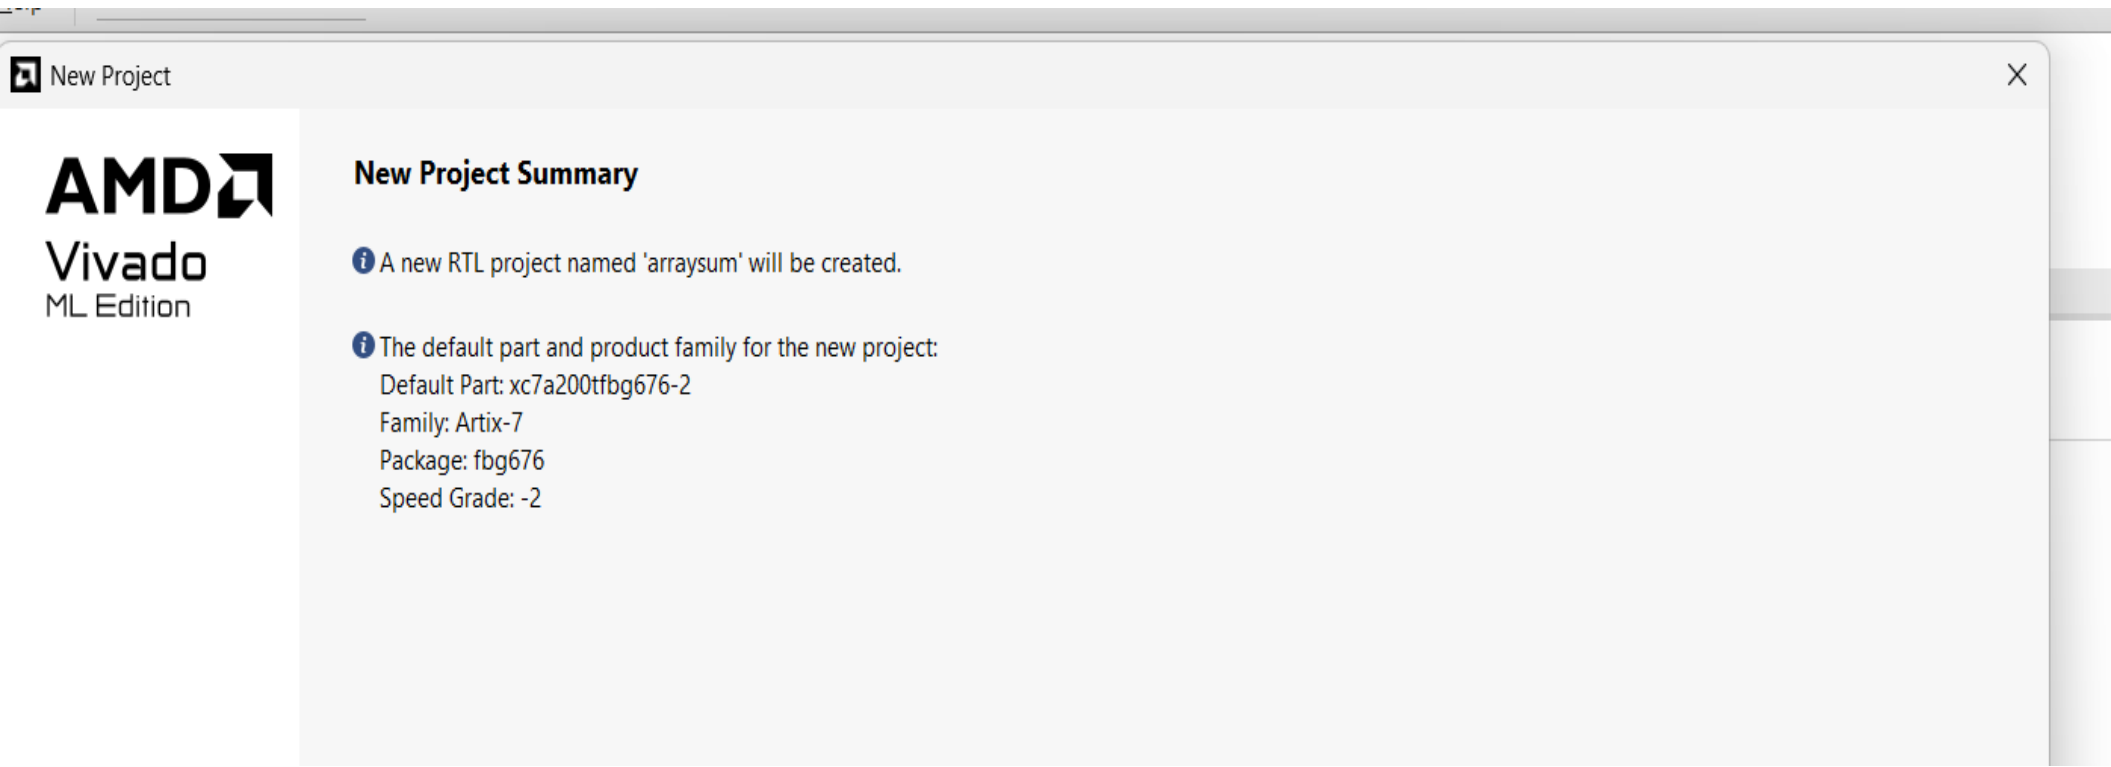 New Project
AMD
Vivado
ML Edition
New Project Summary
A new RTL project named 'arraysum' will be created.
The default part and product family for the new project:
Default Part: xc7a200tfbg676-2
Family: Artix-7
Package: fbg676
Speed Grade: -2